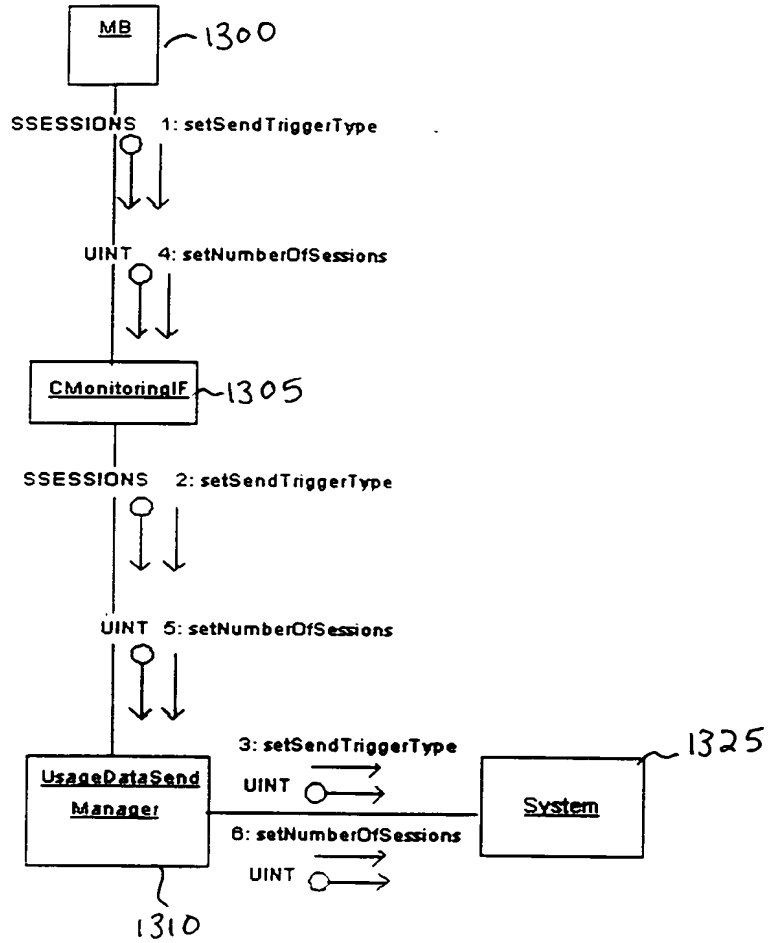 MB
1300
SSESSIONS 1: setSendTriggerType
UINT 4: setNumberOfSessions
CMonitoringIF
1305
SSESSIONS 2: setSendTriggerType
UINT 5: setNumberOfSessions
UsageDataSend
Manager
1310
3: setSendTriggerType
UINT
6: setNumberOfSessions
UINT
System
1325